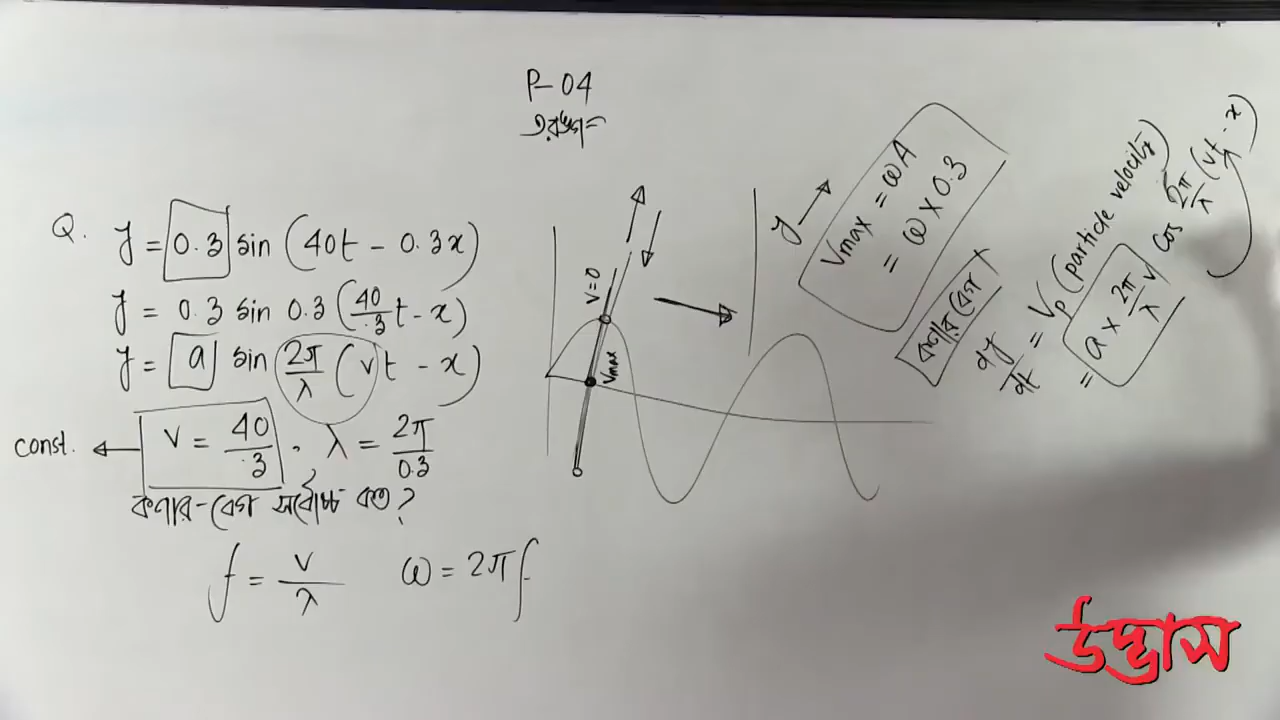 P-04
তরঙ্গ=
Q. y = 0.3 sin (40t - 0.3x)
y = 0.3 sin 0.3 (40/.3 t - x)
y = a sin 2π/λ (vt - x)
const. ← v = 40/.3 . λ = 2π/0.3
কণার-বেগ সর্বোচ্চ কত ?
f = v/λ ω = 2πf
v=0
Vmax
y →
Vmax = ωA
= ω × 0.3
কণার বেগ
dy/dt = Vp (particle velocity)
= a × 2π/λ v cos 2π/λ (vt - x)
উদ্ভাস